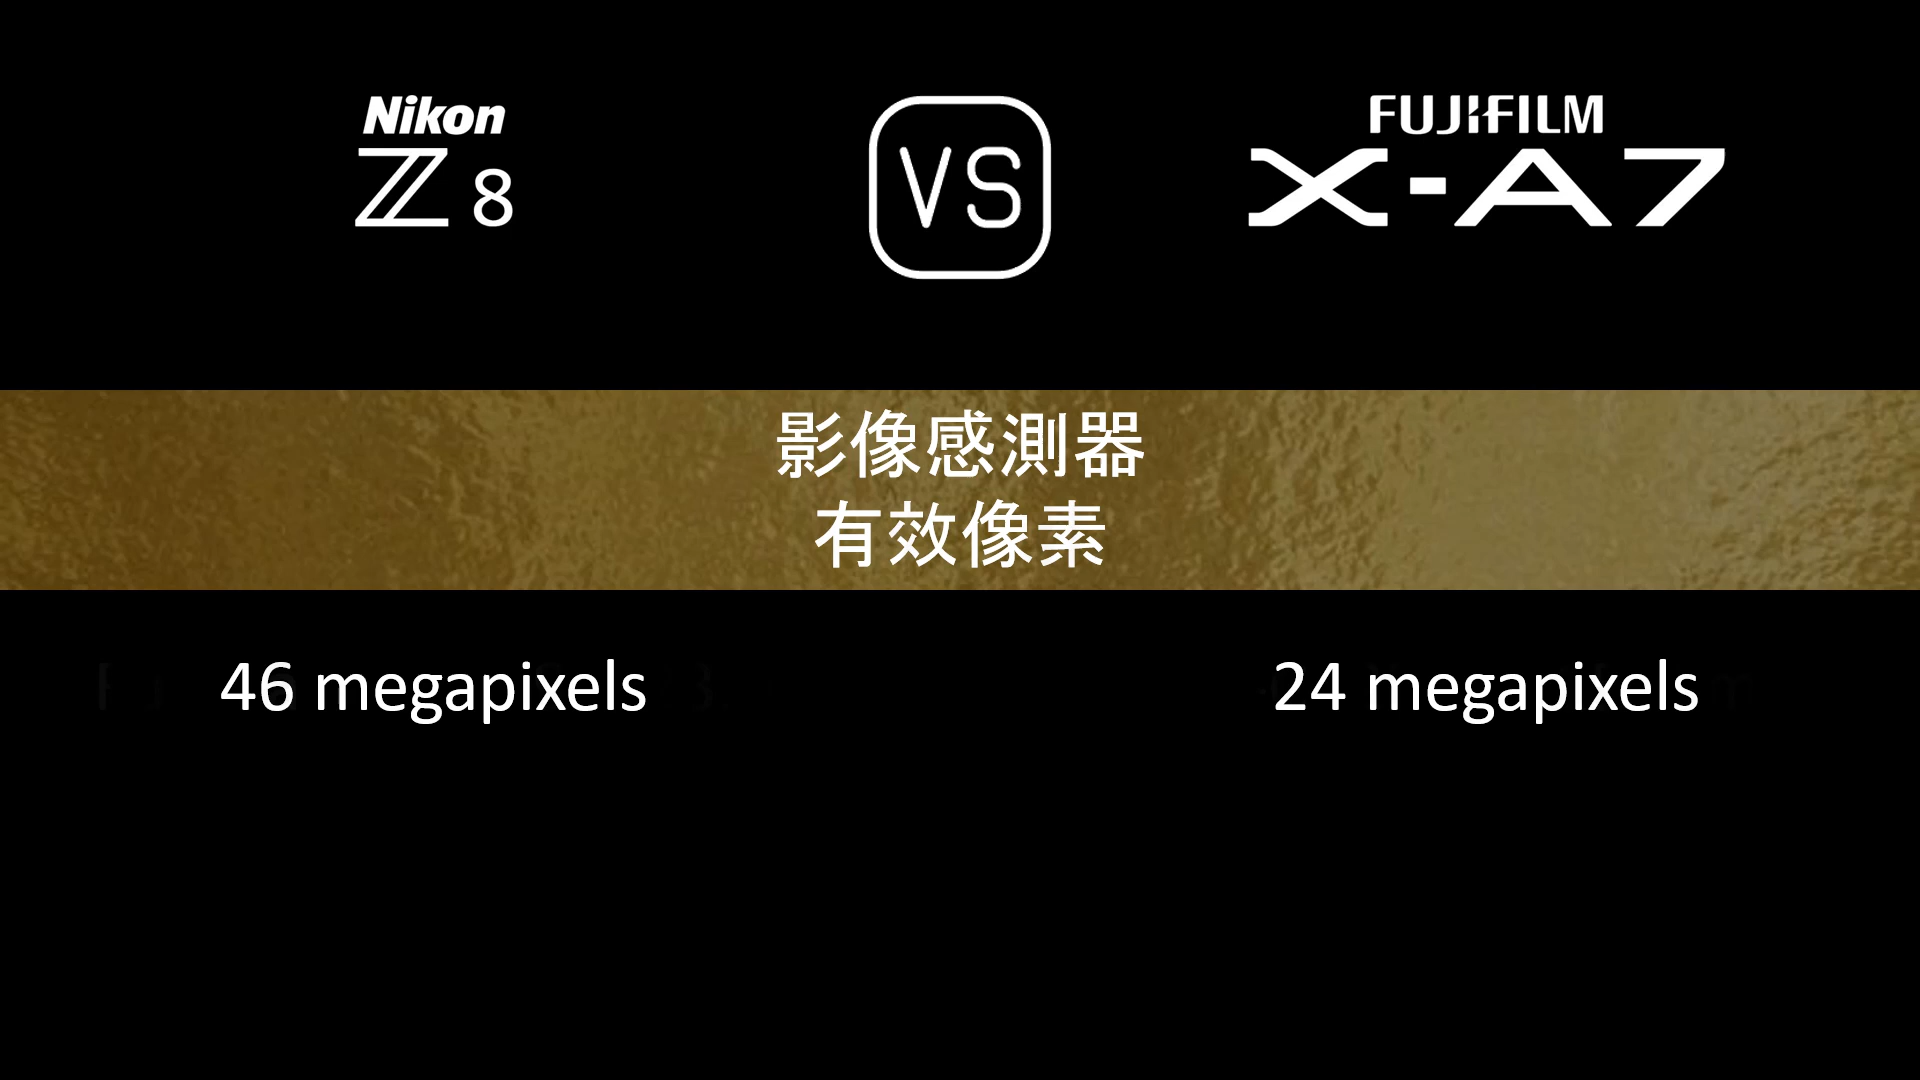 Nikon
Z 8
VS
FUJIFILM
X-A7
影像感測器
有效像素
46 megapixels
24 megapixels